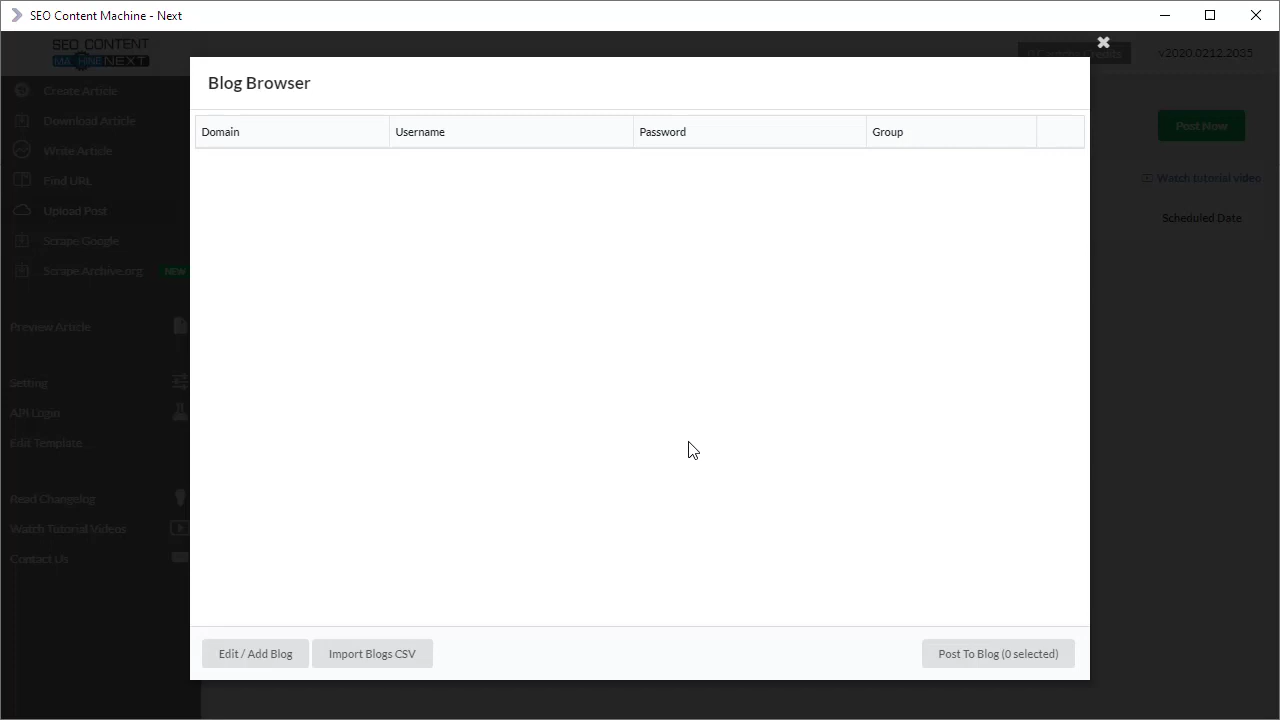 SEO Content Machine - Next
SEO CONTENT
MACHINE NEXT
v2020.0212.2035
Create Article
Download Article
Write Article
Find URL
Upload Post
Scrape Google
Scrape Archive.org NEW
Preview Article
Setting
API Login
Edit Template
Read Changelog
Watch Tutorial Videos
Contact Us
Blog Browser
Domain Username Password Group
Edit / Add Blog Import Blogs CSV Post To Blog (0 selected)
Post Now
Watch tutorial video
Scheduled Date